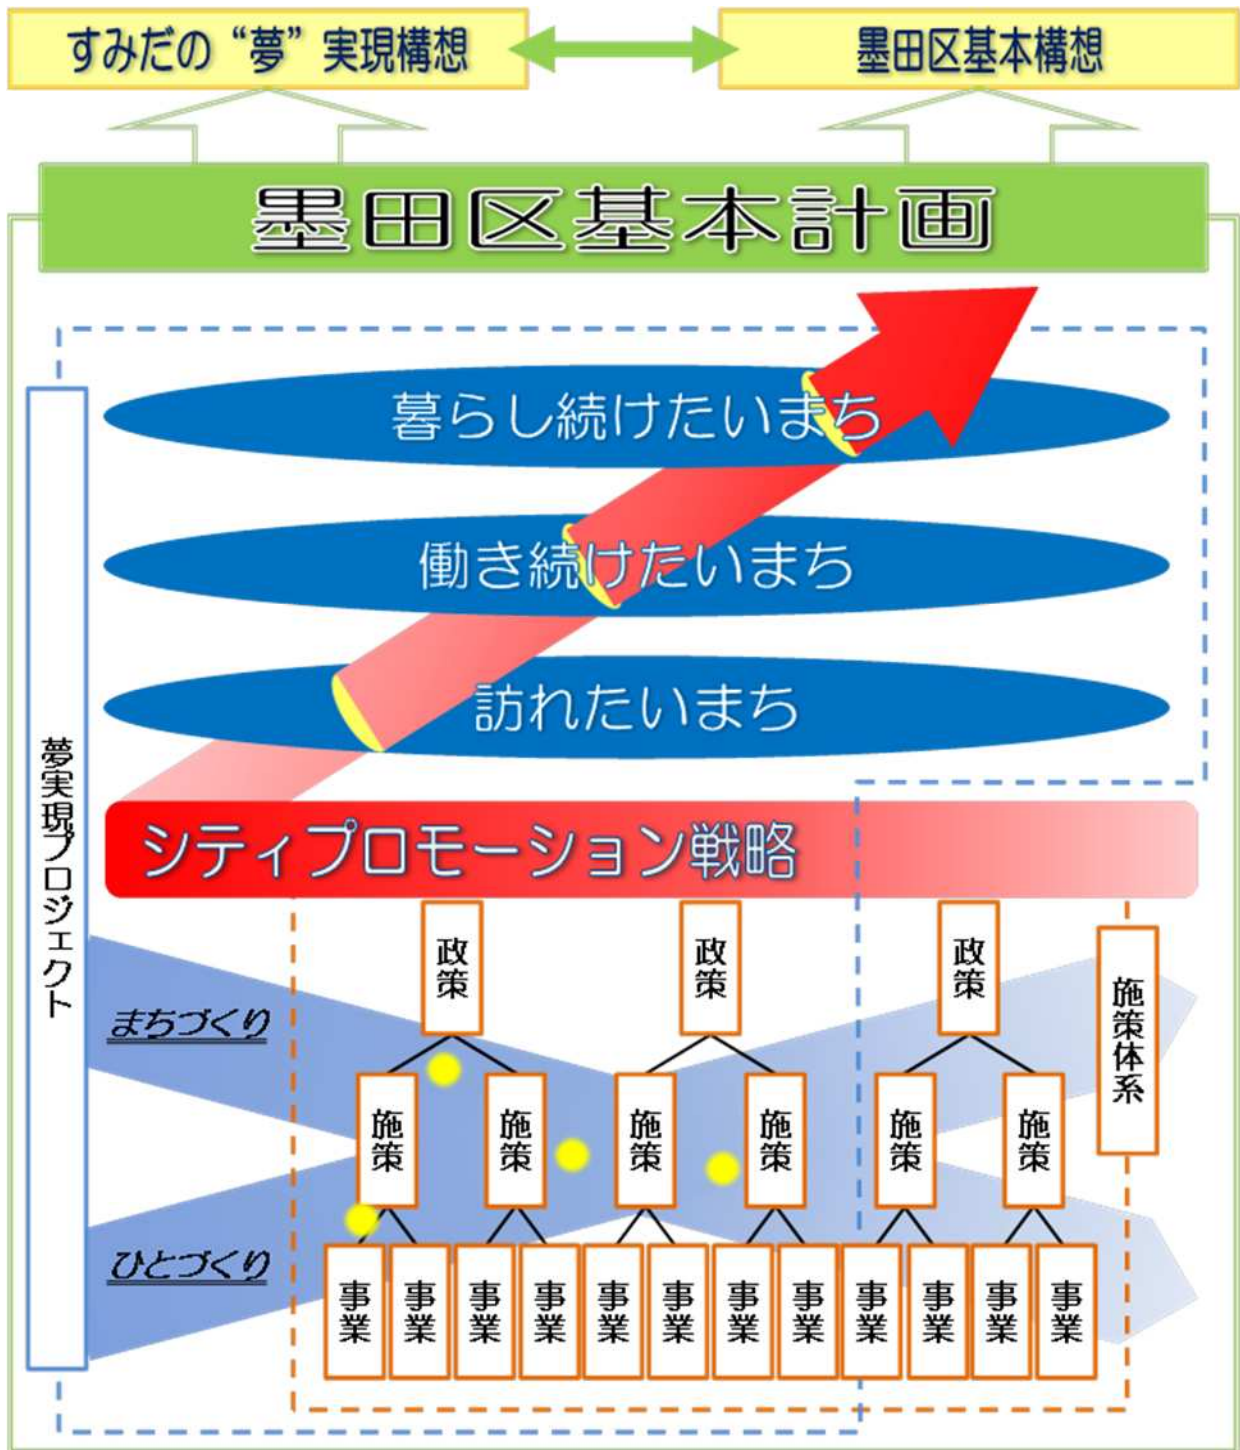 すみだの“夢”実現構想
墨田区基本構想
墨田区基本計画
暮らし続けたいまち
働き続けたいまち
訪れたいまち
夢実現プロジェクト
シティプロモーション戦略
政策
政策
政策
施策体系
まちづくり
施策
施策
施策
施策
施策
施策
ひとづくり
事業
事業
事業
事業
事業
事業
事業
事業
事業
事業
事業
事業